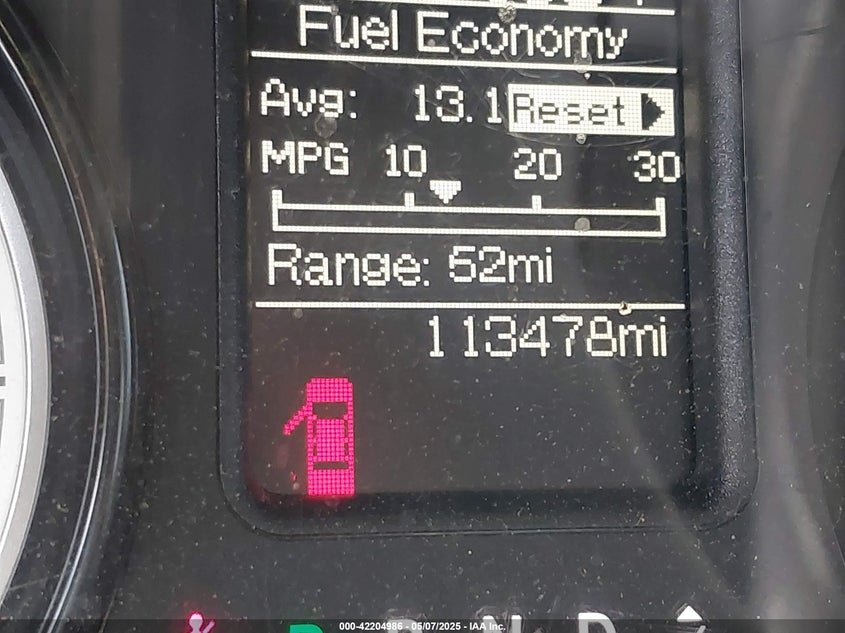 Fuel Economy
Avg: 13.1 Reset
MPG 10 20 30
Range: 52mi
113478mi
000-42204986 - 05/07/2025 - IAA Inc.